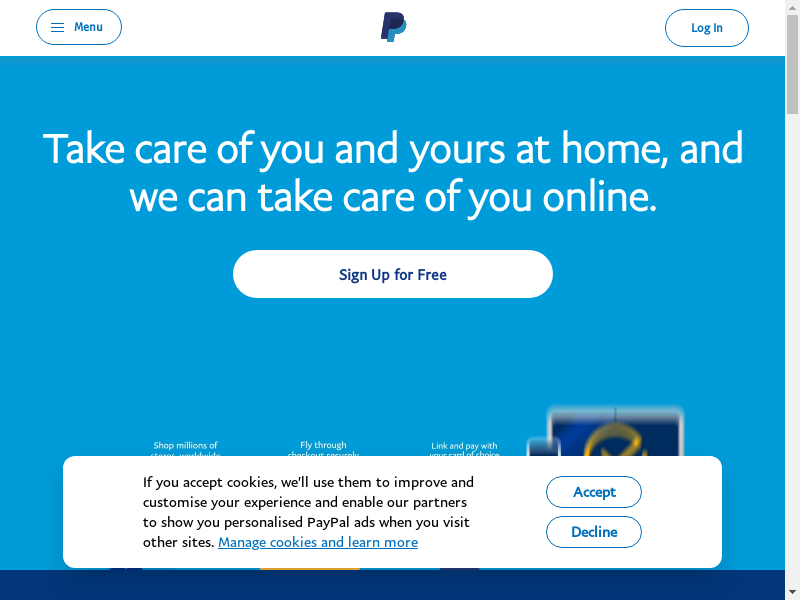 Menu
Log In
Take care of you and yours at home, and
we can take care of you online.
Sign Up for Free
Shop millions of
stores, worldwide
Fly through
checkout securely
Link and pay with
your card of choice
If you accept cookies, we'll use them to improve and
customise your experience and enable our partners
to show you personalised PayPal ads when you visit
other sites. Manage cookies and learn more
Accept
Decline